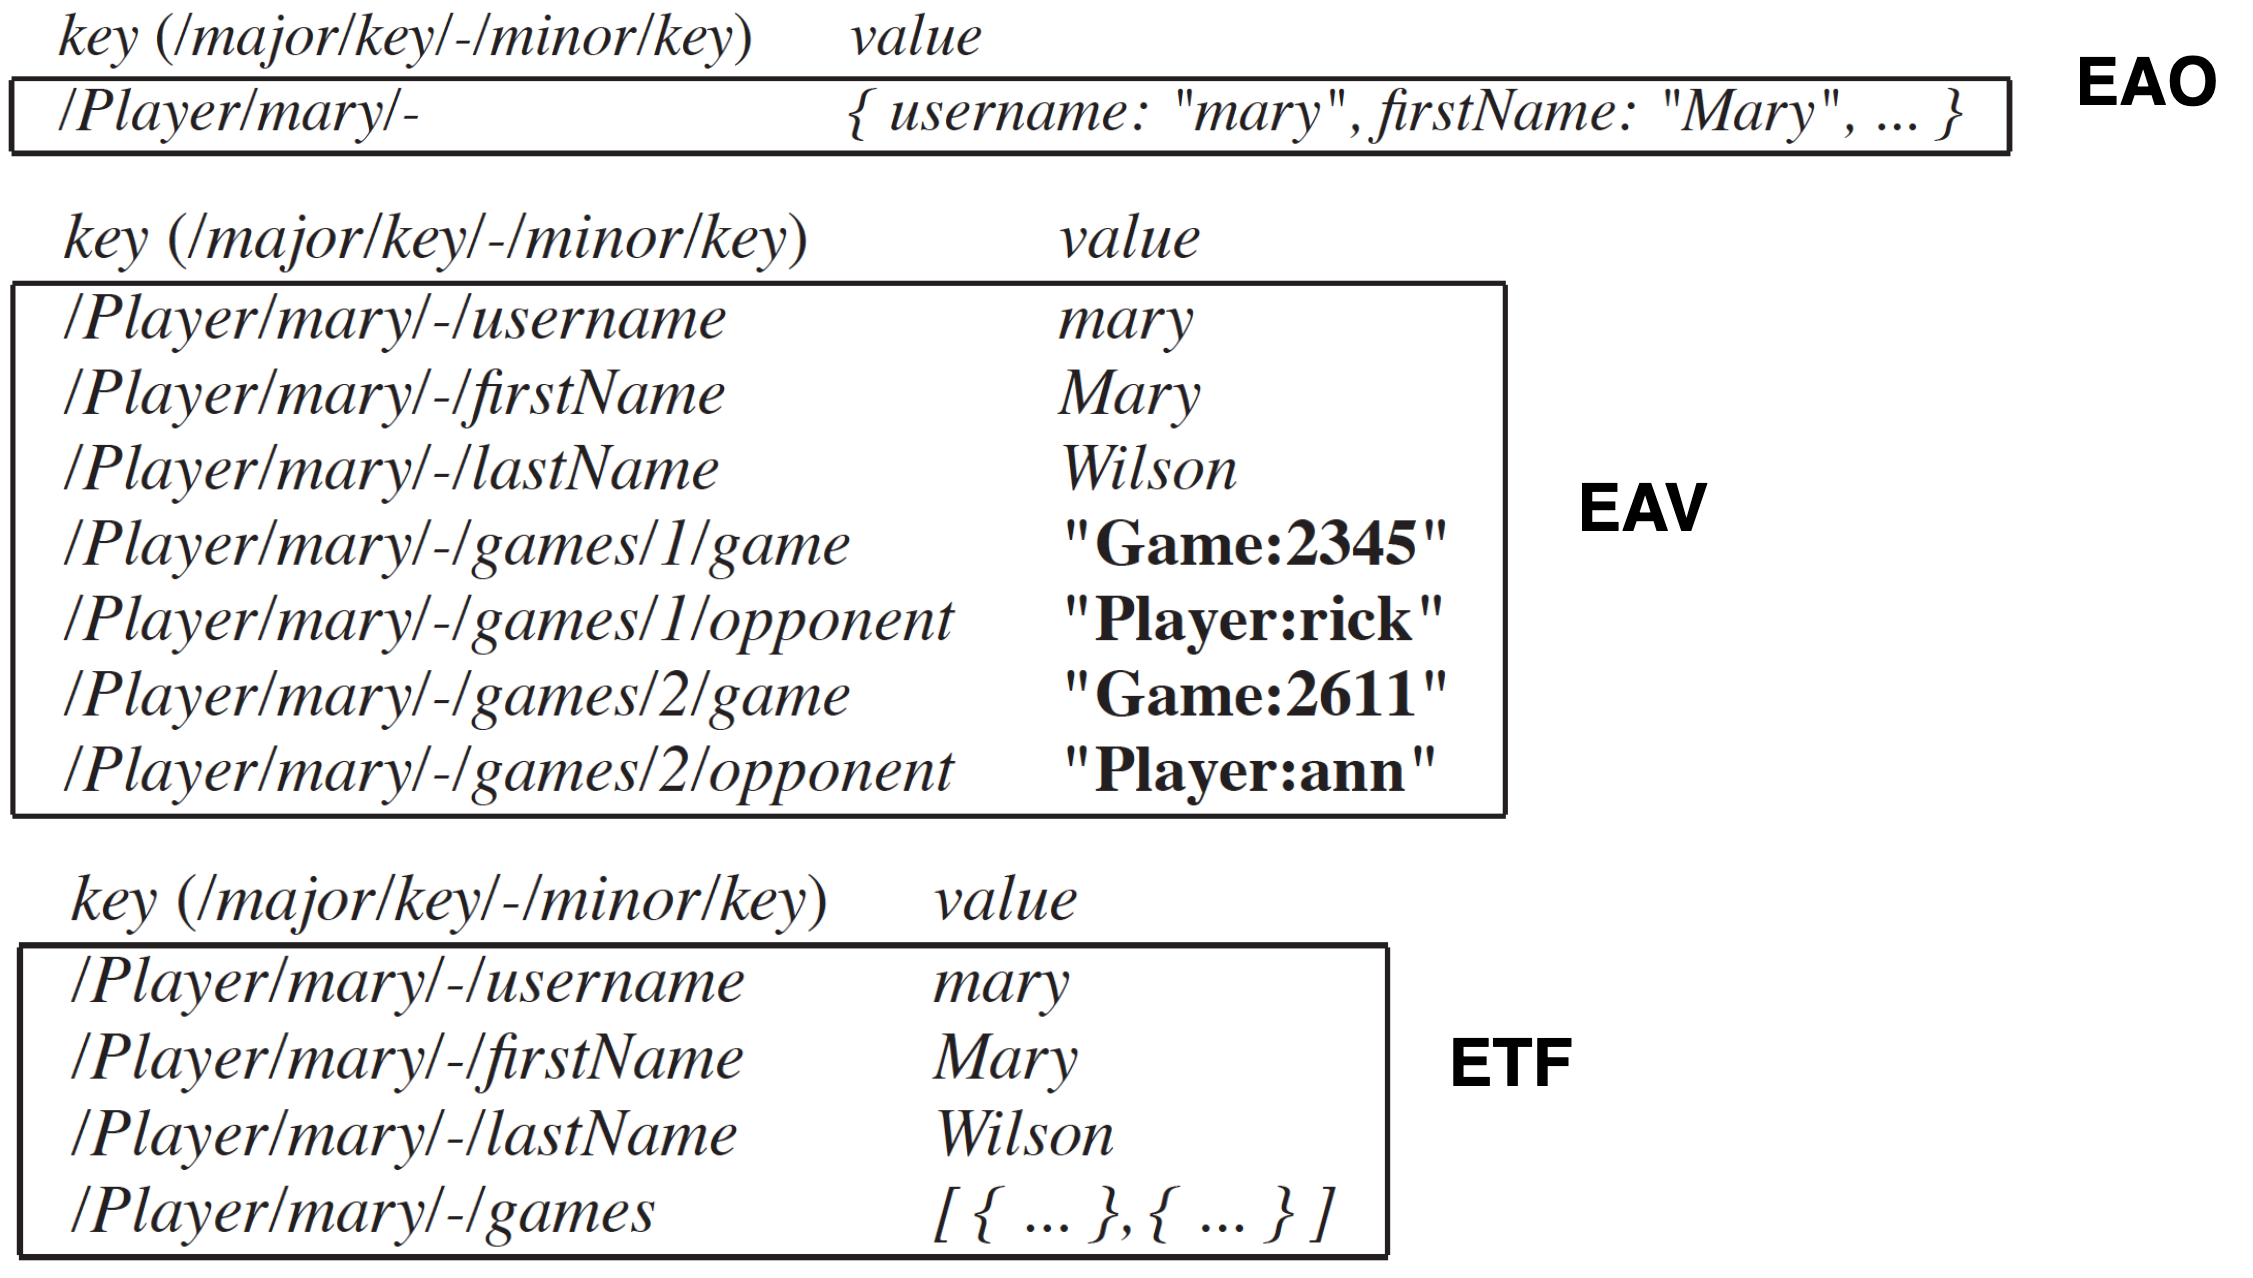 key (/major/key/-/minor/key) value
EAO
/Player/mary/- { username: "mary", firstName: "Mary", ... }
key (/major/key/-/minor/key) value
/Player/mary/-/username mary
/Player/mary/-/firstName Mary
/Player/mary/-/lastName Wilson
/Player/mary/-/games/1/game "Game:2345"
EAV
/Player/mary/-/games/1/opponent "Player:rick"
/Player/mary/-/games/2/game "Game:2611"
/Player/mary/-/games/2/opponent "Player:ann"
key (/major/key/-/minor/key) value
/Player/mary/-/username mary
/Player/mary/-/firstName Mary
ETF
/Player/mary/-/lastName Wilson
/Player/mary/-/games [ { ... }, { ... } ]